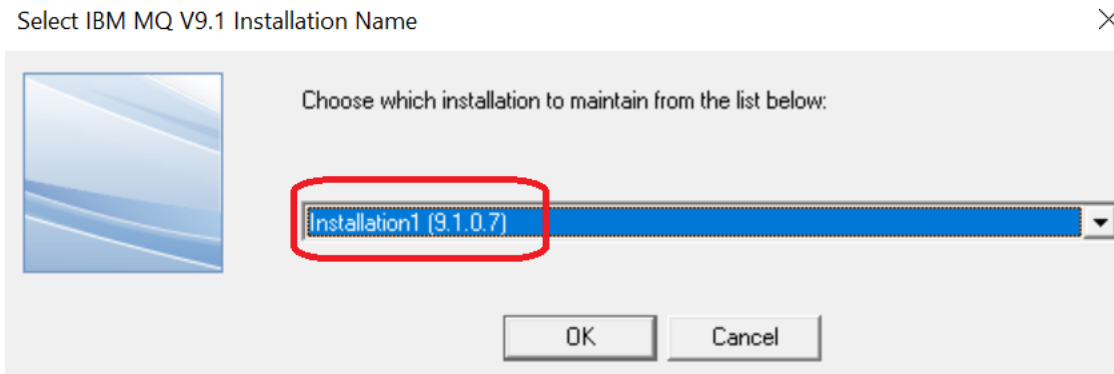 Select IBM MQ V9.1 Installation Name
Choose which installation to maintain from the list below:
Installation1 (9.1.0.7)
OK Cancel